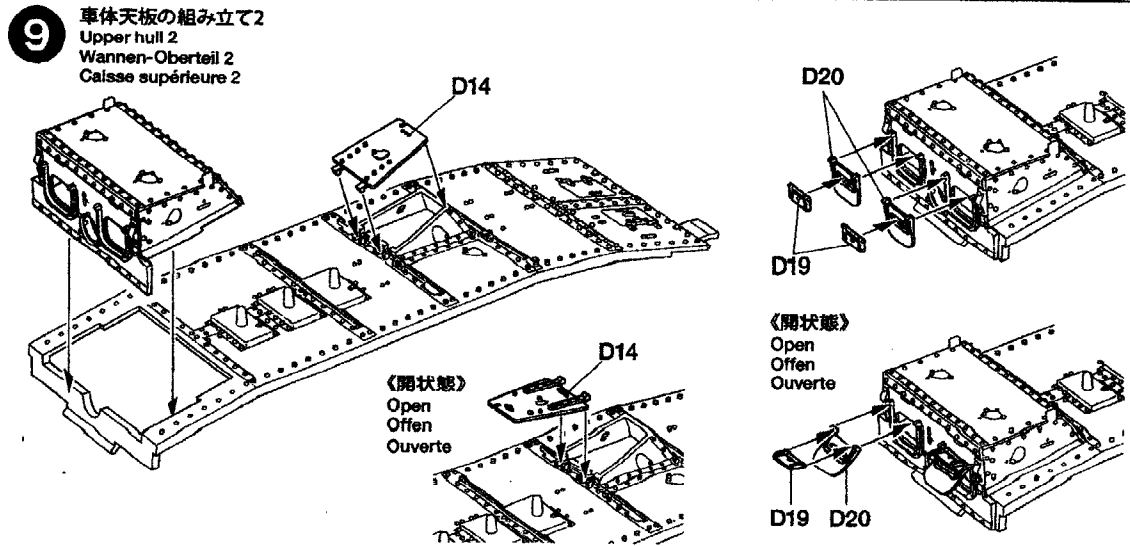 9
車体天板の組み立て2
Upper hull 2
Wannen-Oberteil 2
Caisse supérieure 2
D14
D14
《開状態》
Open
Offen
Ouverte
D20
D19
《開状態》
Open
Offen
Ouverte
D19 D20